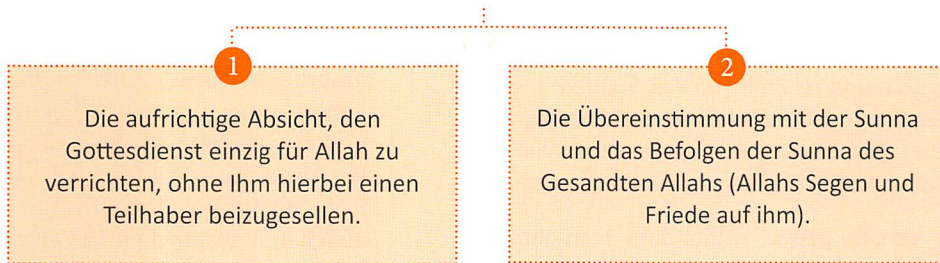 1
Die aufrichtige Absicht, den
Gottesdienst einzig für Allah zu
verrichten, ohne Ihm hierbei einen
Teilhaber beizugesellen.
2
Die Übereinstimmung mit der Sunna
und das Befolgen der Sunna des
Gesandten Allahs (Allahs Segen und
Friede auf ihm).